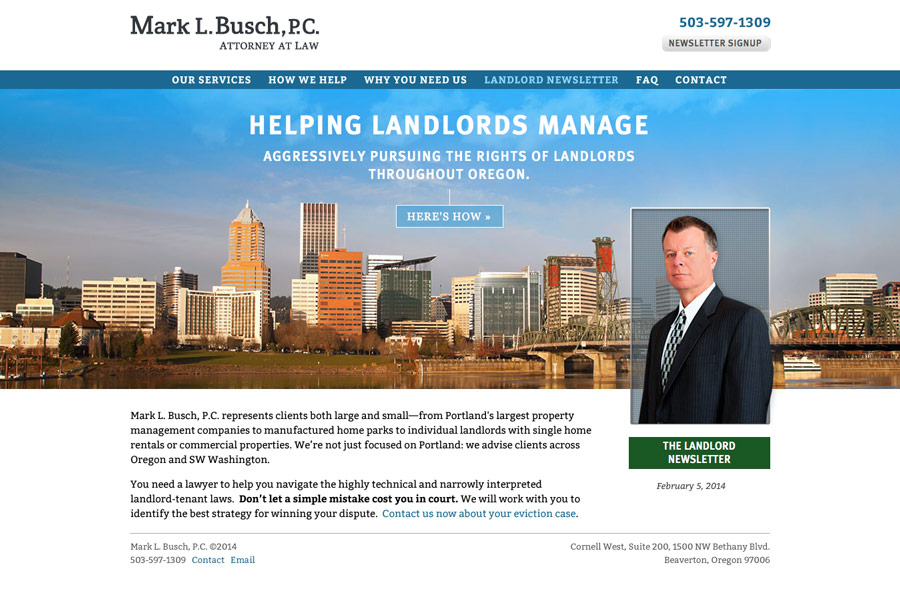 Mark L. Busch, P.C.
ATTORNEY AT LAW
503-597-1309
NEWSLETTER SIGNUP
OUR SERVICES HOW WE HELP WHY YOU NEED US LANDLORD NEWSLETTER FAQ CONTACT
HELPING LANDLORDS MANAGE
AGGRESSIVELY PURSUING THE RIGHTS OF LANDLORDS
THROUGHOUT OREGON.
HERE'S HOW »
Mark L. Busch, P.C. represents clients both large and small—from Portland's largest property
management companies to manufactured home parks to individual landlords with single home
rentals or commercial properties. We're not just focused on Portland: we advise clients across
Oregon and SW Washington.
You need a lawyer to help you navigate the highly technical and narrowly interpreted
landlord-tenant laws. Don't let a simple mistake cost you in court. We will work with you to
identify the best strategy for winning your dispute. Contact us now about your eviction case.
THE LANDLORD
NEWSLETTER
February 5, 2014
Mark L. Busch, P.C. ©2014
503-597-1309 Contact Email
Cornell West, Suite 200, 1500 NW Bethany Blvd.
Beaverton, Oregon 97006